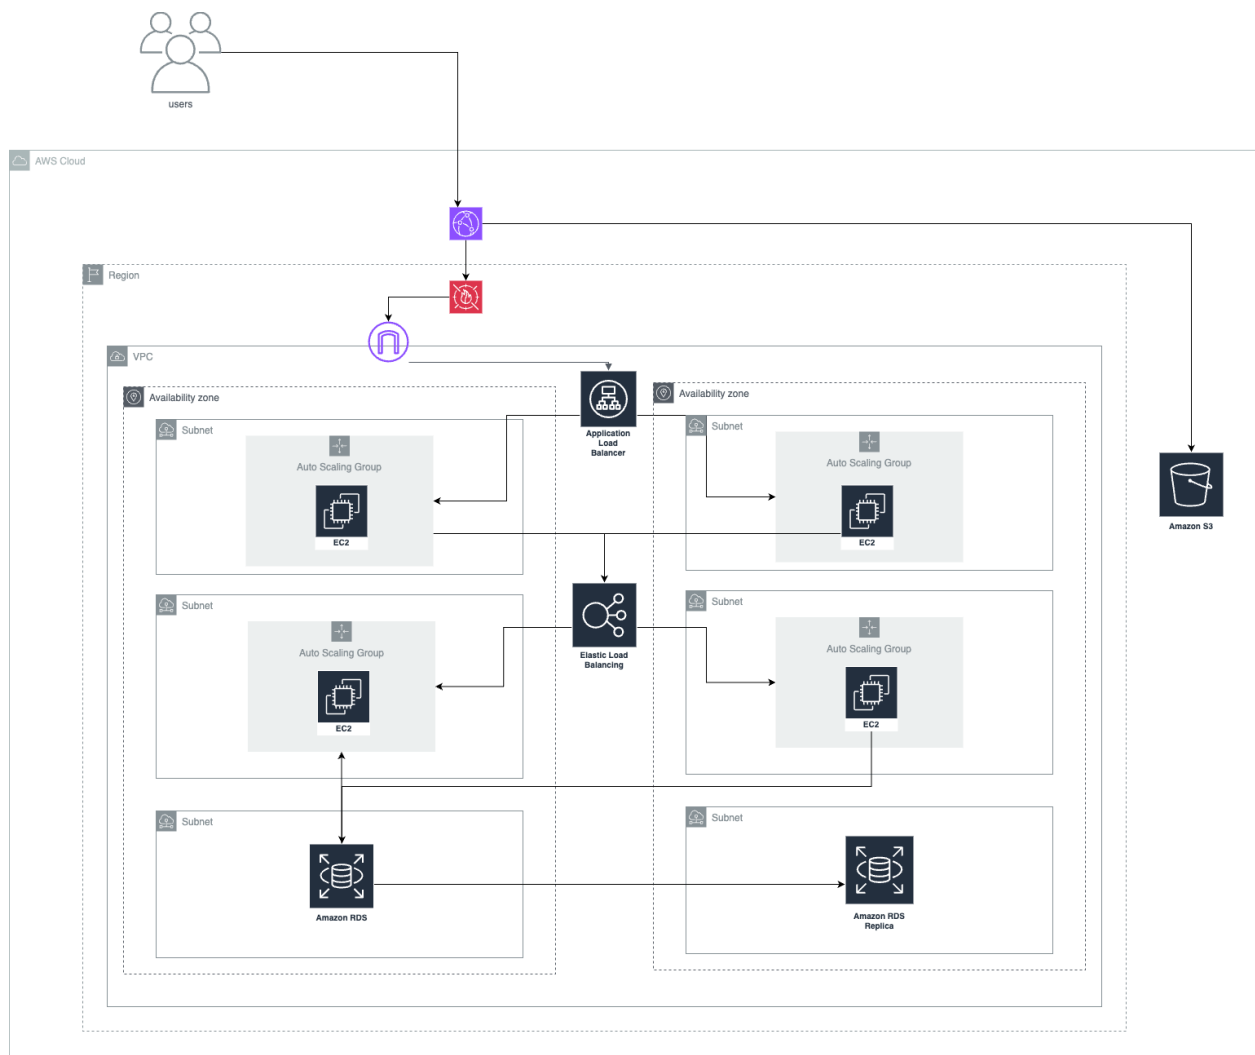 users
AWS Cloud
Region
VPC
Availability zone
Availability zone
Application
Load
Balancer
Subnet
Auto Scaling Group
EC2
Subnet
Auto Scaling Group
EC2
Amazon S3
Elastic Load
Balancing
Subnet
Auto Scaling Group
EC2
Subnet
Auto Scaling Group
EC2
Subnet
Amazon RDS
Subnet
Amazon RDS
Replica